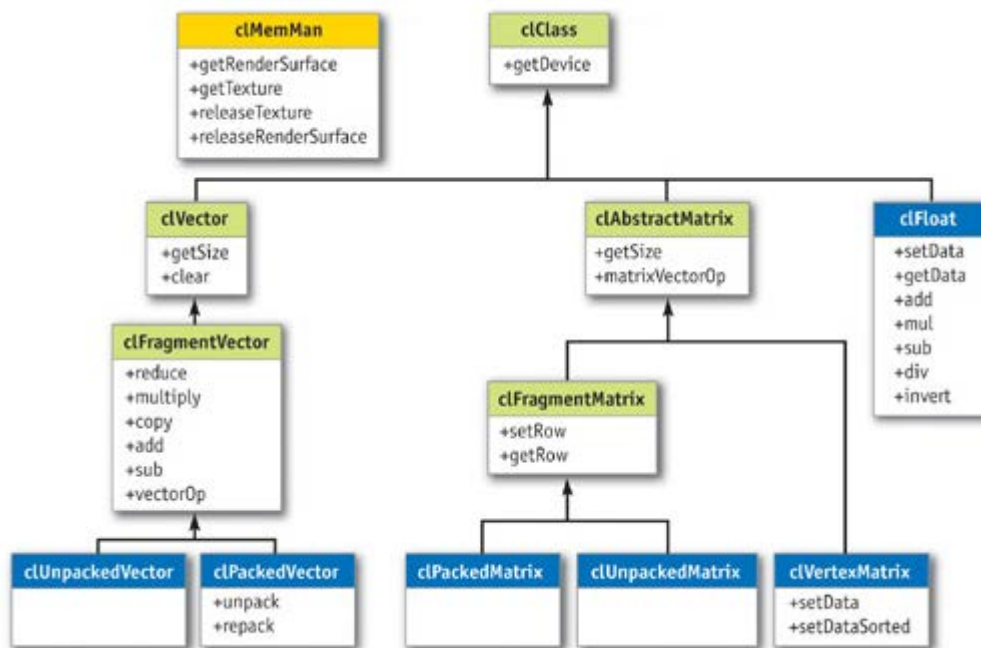 clMemMan
+getRenderSurface
+getTexture
+releaseTexture
+releaseRenderSurface
clClass
+getDevice
clVector
+getSize
+clear
clAbstractMatrix
+getSize
+matrixVectorOp
clFloat
+setData
+getData
+add
+mul
+sub
+div
+invert
clFragmentVector
+reduce
+multiply
+copy
+add
+sub
+vectorOp
clFragmentMatrix
+setRow
+getRow
clUnpackedVector
clPackedVector
+unpack
+repack
clPackedMatrix
clUnpackedMatrix
clVertexMatrix
+setData
+setDataSorted